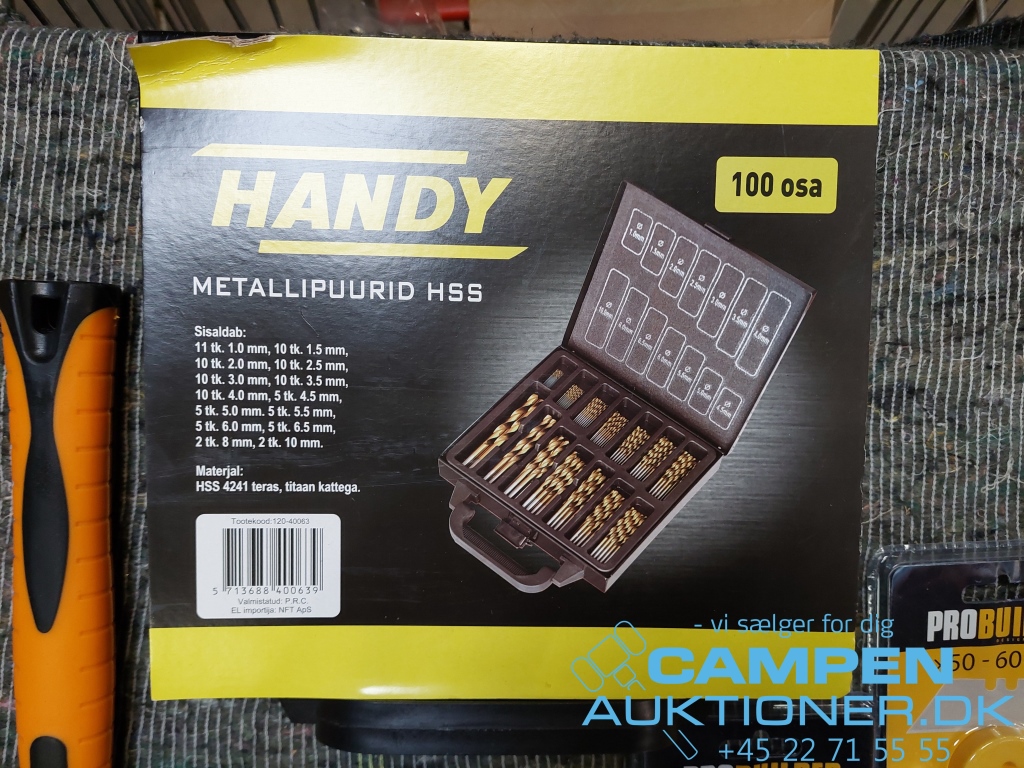 HANDY
100 osa
METALLIPUURID HSS
Sisaldab:
11 tk. 1.0 mm, 10 tk. 1.5 mm,
10 tk. 2.0 mm, 10 tk. 2.5 mm,
10 tk. 3.0 mm, 10 tk. 3.5 mm,
10 tk. 4.0 mm, 5 tk. 4.5 mm,
5 tk. 5.0 mm. 5 tk. 5.5 mm,
5 tk. 6.0 mm, 5 tk. 6.5 mm,
2 tk. 8 mm, 2 tk. 10 mm.
Materjal:
HSS 4241 teras, titaan kattega.
Tootekood:120-40063
5 713688 400639
Valmistatud: P.R.C.
EL importija: NFT ApS
- vi sælger for dig
CAMPEN
AUKTIONER.DK
+45 22 71 55 55
50 - 60